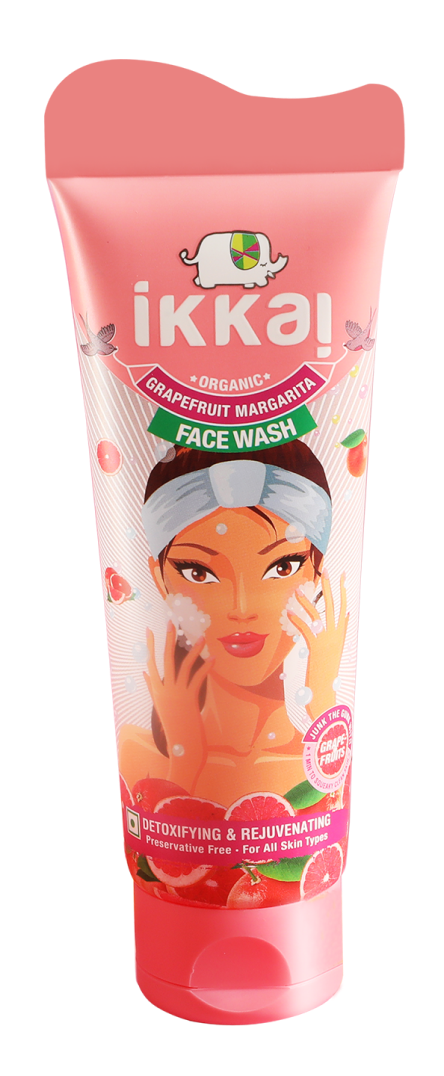 ikkai
ORGANIC
GRAPEFRUIT MARGARITA
FACE WASH
JUNK THE GUNK
GRAPE-
FRUITS
DETOXIFYING & REJUVENATING
Preservative Free · For All Skin Types